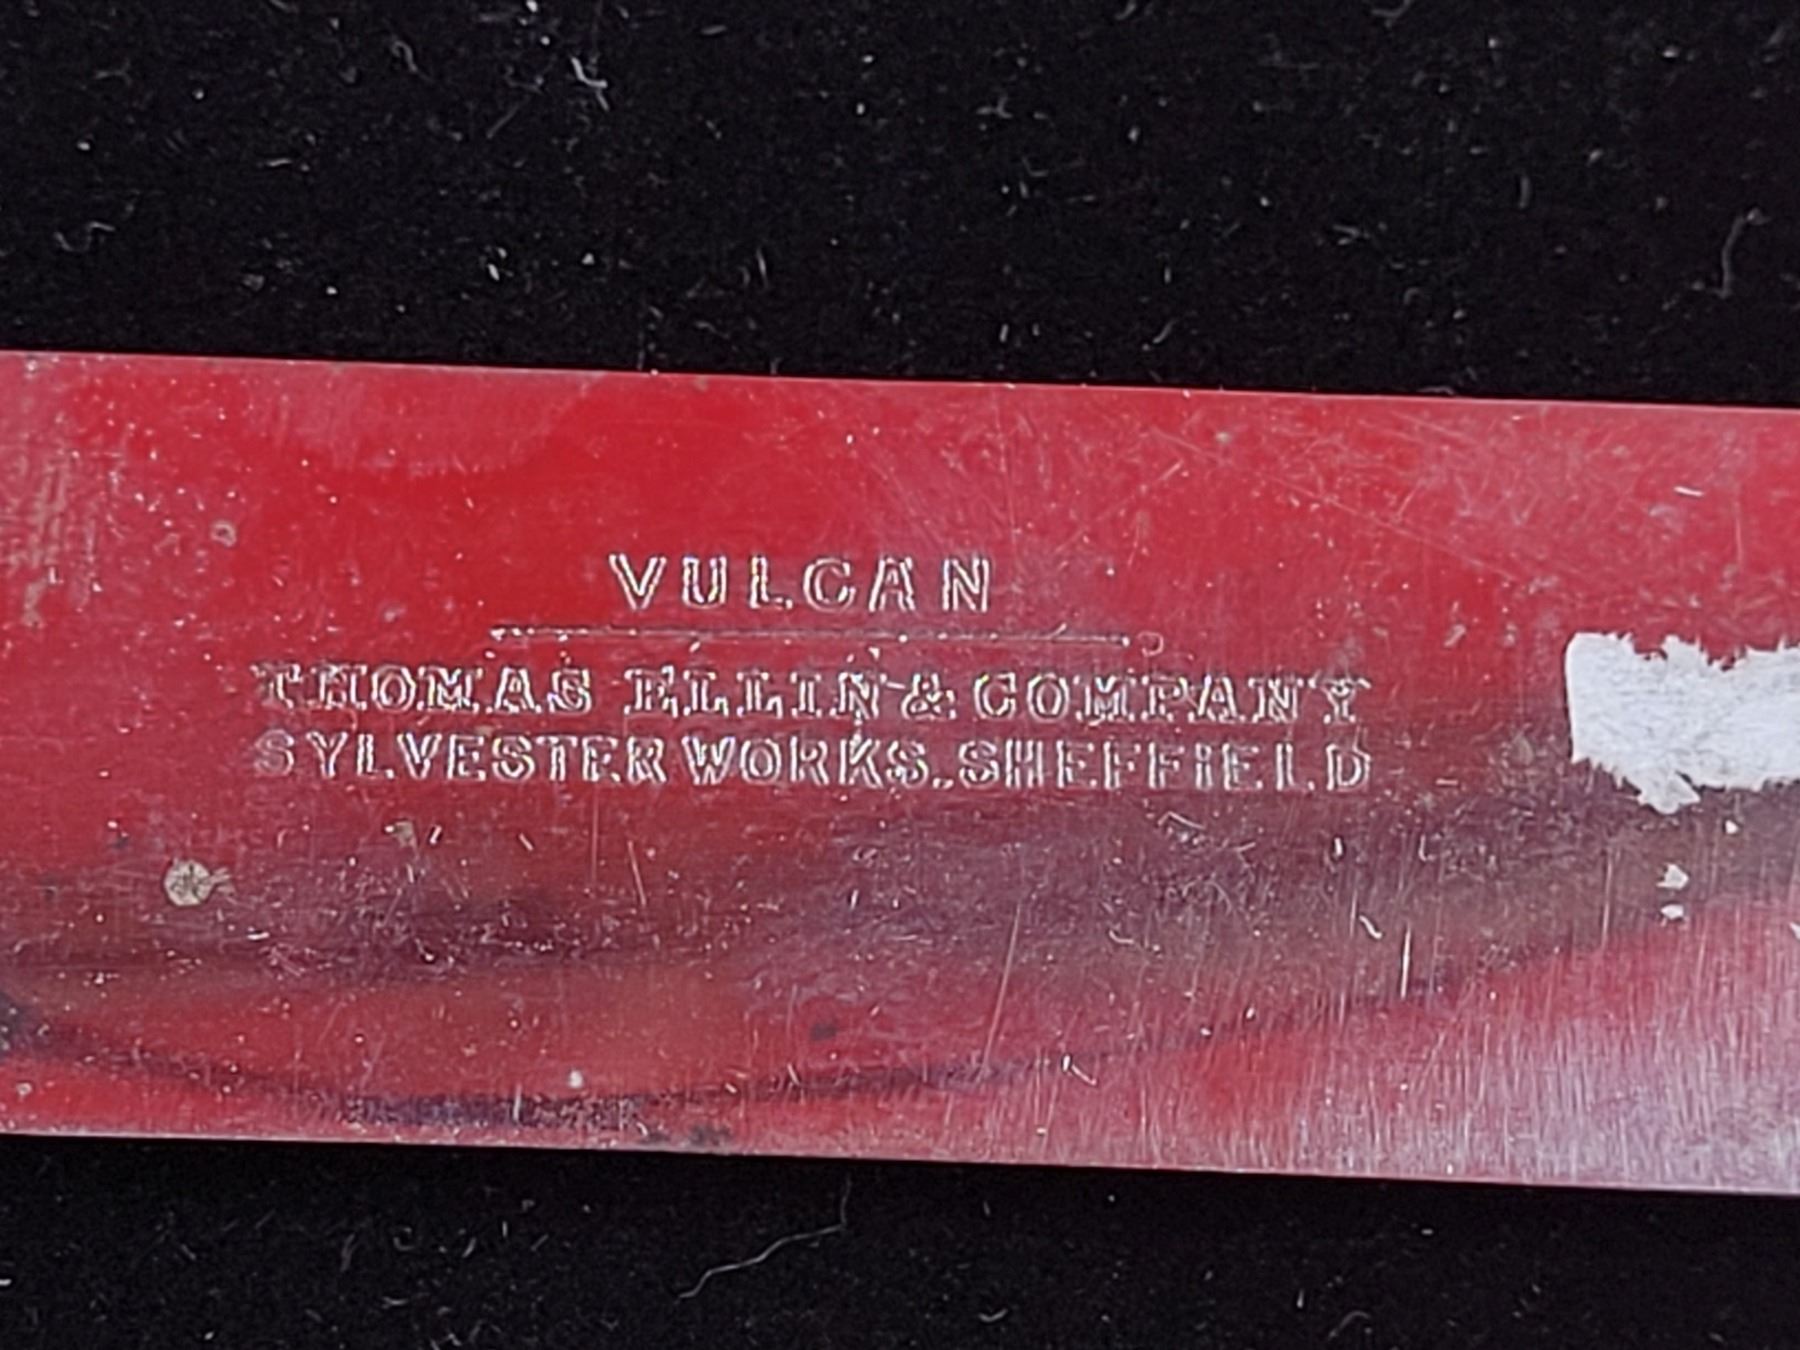 VULCAN
THOMAS ELLIN & COMPANY
SYLVESTER WORKS.. SHEFFIELD